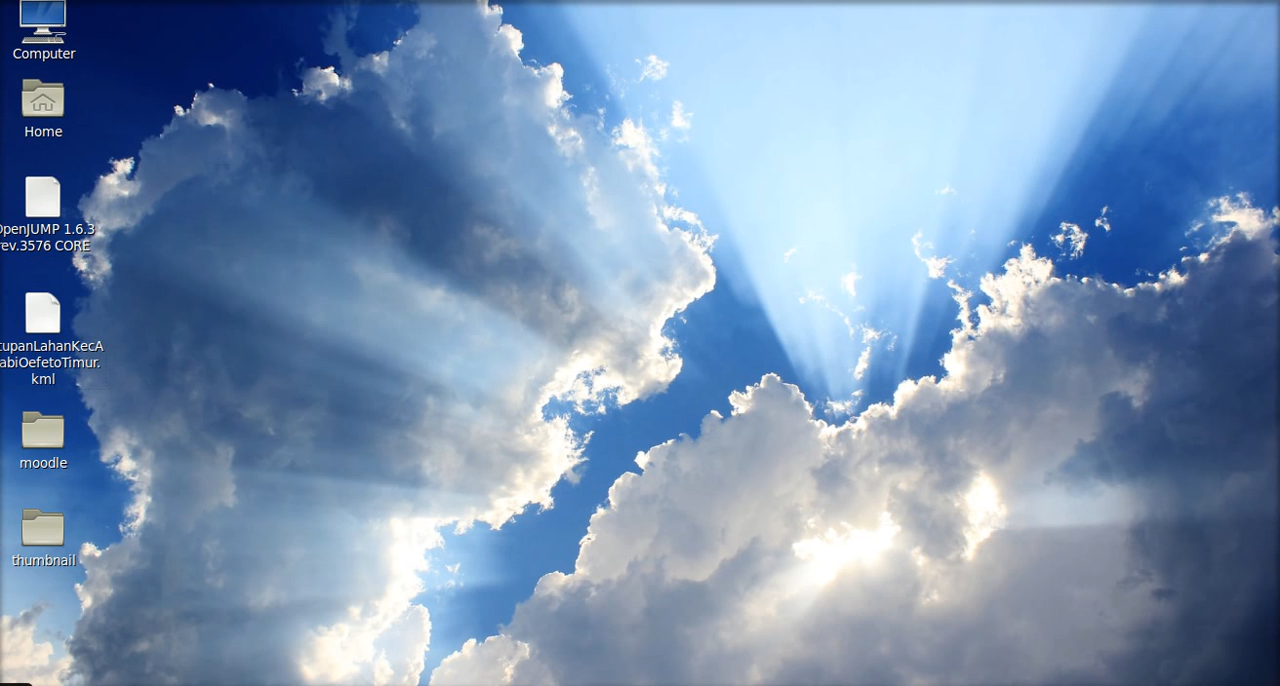 Computer
Home
OpenJUMP 1.6.3
rev.3576 CORE
tupanLahanKecA
abiOefetoTimur.
kml
moodle
thumbnail